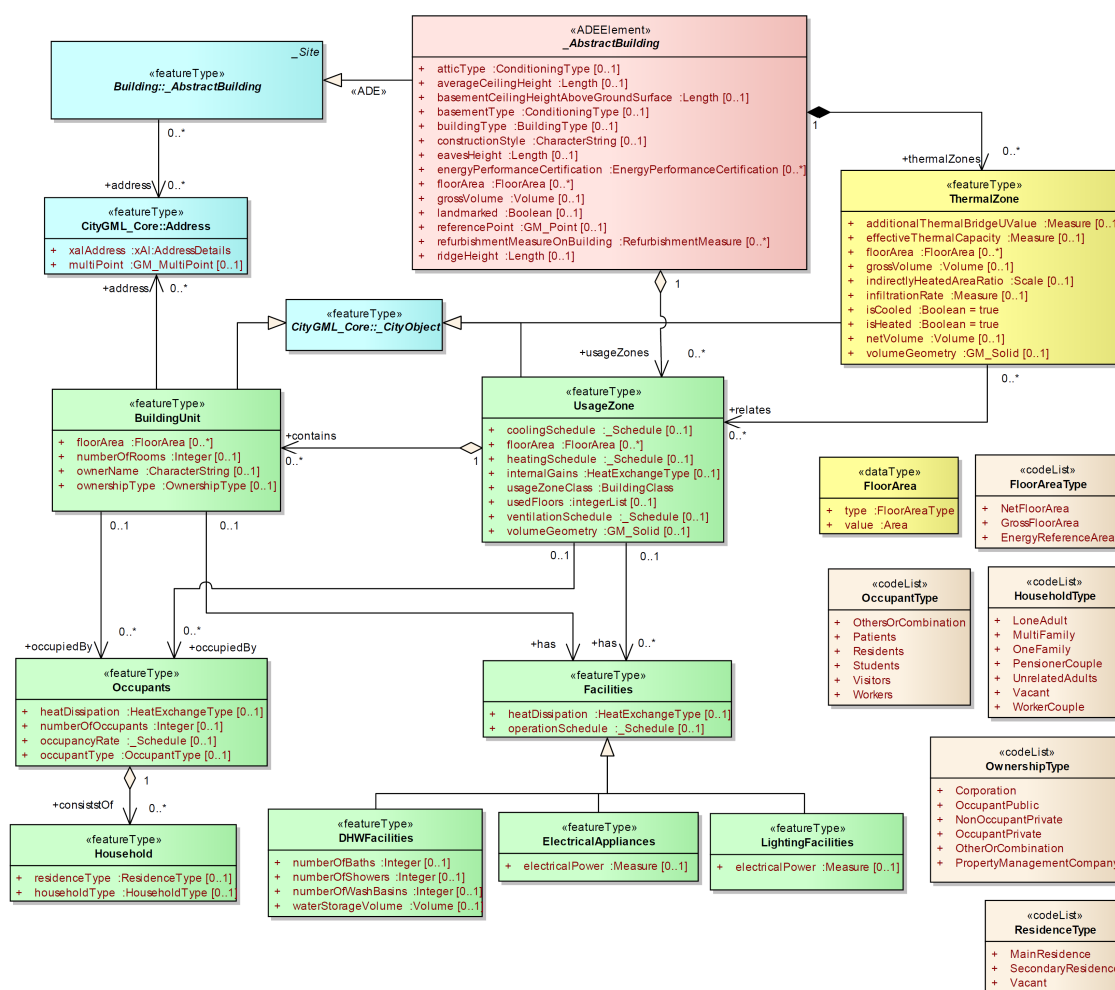 _Site
«featureType»
Building::_AbstractBuilding
«ADE»
«ADEElement»
_AbstractBuilding
+ atticType :ConditioningType [0..1]
+ averageCeilingHeight :Length [0..1]
+ basementCeilingHeightAboveGroundSurface :Length [0..1]
+ basementType :ConditioningType [0..1]
+ buildingType :BuildingType [0..1]
+ constructionStyle :CharacterString [0..1]
+ eavesHeight :Length [0..1]
+ energyPerformanceCertification :EnergyPerformanceCertification [0..*]
+ floorArea :FloorArea [0..*]
+ grossVolume :Volume [0..1]
+ landmarked :Boolean [0..1]
+ referencePoint :GM_Point [0..1]
+ refurbishmentMeasureOnBuilding :RefurbishmentMeasure [0..*]
+ ridgeHeight :Length [0..1]
1
+thermalZones
0..*
0..*
+address
0..*
«featureType»
CityGML_Core::Address
+ xalAddress :xAl:AddressDetails
+ multiPoint :GM_MultiPoint [0..1]
+address
0..*
«featureType»
ThermalZone
+ additionalThermalBridgeUValue :Measure [0..1]
+ effectiveThermalCapacity :Measure [0..1]
+ floorArea :FloorArea [0..*]
+ grossVolume :Volume [0..1]
+ indirectlyHeatedAreaRatio :Scale [0..1]
+ infiltrationRate :Measure [0..1]
+ isCooled :Boolean = true
+ isHeated :Boolean = true
+ netVolume :Volume [0..1]
+ volumeGeometry :GM_Solid [0..1]
0..*
+relates
0..*
1
+usageZones
0..*
«featureType»
CityGML_Core::_CityObject
«featureType»
BuildingUnit
+ floorArea :FloorArea [0..*]
+ numberOfRooms :Integer [0..1]
+ ownerName :CharacterString [0..1]
+ ownershipType :OwnershipType [0..1]
+contains
0..*
1
«featureType»
UsageZone
+ coolingSchedule :_Schedule [0..1]
+ floorArea :FloorArea [0..*]
+ heatingSchedule :_Schedule [0..1]
+ internalGains :HeatExchangeType [0..1]
+ usageZoneClass :BuildingClass
+ usedFloors :integerList [0..1]
+ ventilationSchedule :_Schedule [0..1]
+ volumeGeometry :GM_Solid [0..1]
0..1
0..1
0..1
0..1
+occupiedBy
0..*
0..*
+occupiedBy
+has
+has
0..*
«featureType»
Occupants
+ heatDissipation :HeatExchangeType [0..1]
+ numberOfOccupants :Integer [0..1]
+ occupancyRate :_Schedule [0..1]
+ occupantType :OccupantType [0..1]
1
+consiststOf
0..*
«featureType»
Household
+ residenceType :ResidenceType [0..1]
+ householdType :HouseholdType [0..1]
«featureType»
Facilities
+ heatDissipation :HeatExchangeType [0..1]
+ operationSchedule :_Schedule [0..1]
«featureType»
DHWFacilities
+ numberOfBaths :Integer [0..1]
+ numberOfShowers :Integer [0..1]
+ numberOfWashBasins :Integer [0..1]
+ waterStorageVolume :Volume [0..1]
«featureType»
ElectricalAppliances
+ electricalPower :Measure [0..1]
«featureType»
LightingFacilities
+ electricalPower :Measure [0..1]
«dataType»
FloorArea
+ type :FloorAreaType
+ value :Area
«codeList»
FloorAreaType
+ NetFloorArea
+ GrossFloorArea
+ EnergyReferenceArea
«codeList»
OccupantType
+ OthersOrCombination
+ Patients
+ Residents
+ Students
+ Visitors
+ Workers
«codeList»
HouseholdType
+ LoneAdult
+ MultiFamily
+ OneFamily
+ PensionerCouple
+ UnrelatedAdults
+ Vacant
+ WorkerCouple
«codeList»
OwnershipType
+ Corporation
+ OccupantPublic
+ NonOccupantPrivate
+ OccupantPrivate
+ OtherOrCombination
+ PropertyManagementCompany
«codeList»
ResidenceType
+ MainResidence
+ SecondaryResidence
+ Vacant